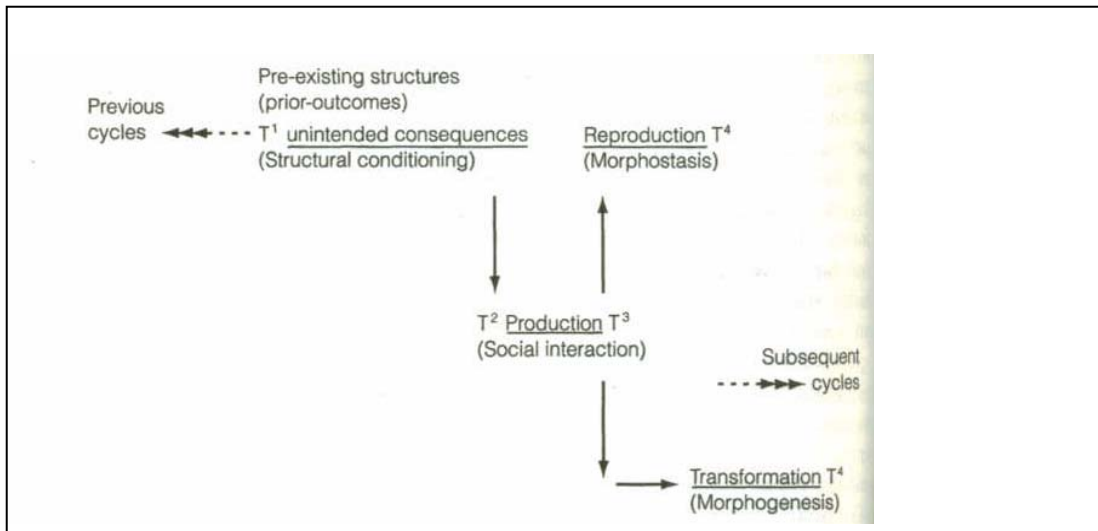 Pre-existing structures
(prior-outcomes)
Previous
cycles
T¹ unintended consequences
(Structural conditioning)
Reproduction T⁴
(Morphostasis)
T² Production T³
(Social interaction)
Subsequent
cycles
Transformation T⁴
(Morphogenesis)